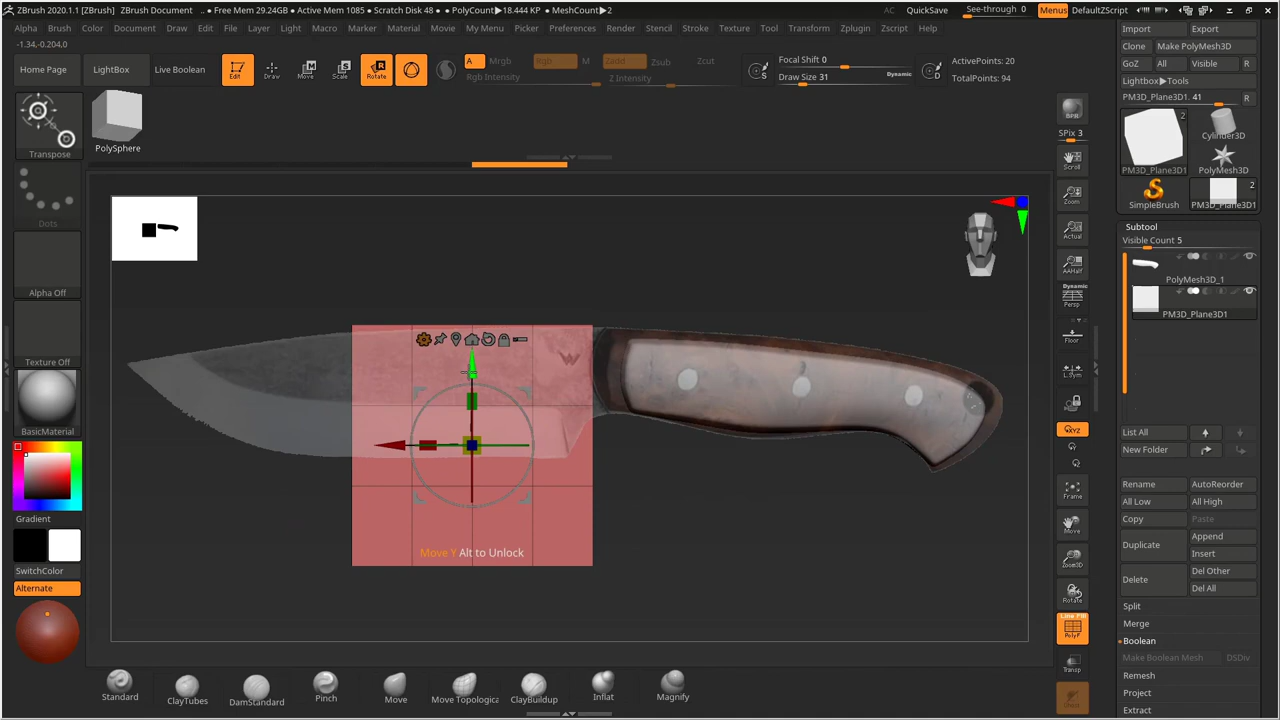 ZBrush 2020.1.1 [ZBrush] ZBrush Document .. ● Free Mem 29.24GB ● Active Mem 1085 ● Scratch Disk 48 ● PolyCount▶18.444 KP ● MeshCount▶2 AC QuickSave See-through 0 Menus DefaultZScript
Alpha Brush Color Document Draw Edit File Layer Light Macro Marker Material Movie My Menu Picker Preferences Render Stencil Stroke Texture Tool Transform Zplugin Zscript Help
-1.34,-0.204,0
Home Page LightBox Live Boolean Edit Draw Move Scale Rotate
A Mrgb Rgb M Zadd Zsub Zcut
Rgb Intensity Z Intensity
S Focal Shift 0
Draw Size 31 Dynamic D
ActivePoints: 20
TotalPoints: 94
Import Export
Clone Make PolyMesh3D
GoZ All Visible R
Lightbox▶Tools
PM3D_Plane3D1. 41 R
2
PM3D_Plane3D1 Cylinder3D
PolyMesh3D
SimpleBrush 2
PM3D_Plane3D1
Subtool
Visible Count 5
PolyMesh3D_1
PM3D_Plane3D1
List All
New Folder
Rename AutoReorder
All Low All High
Copy Paste
Duplicate Append
Insert
Delete Del Other
Del All
Split
Merge
Boolean
Make Boolean Mesh DSDiv
Remesh
Project
Extract
Transpose
PolySphere
Dots
Alpha Off
Texture Off
BasicMaterial
Gradient
SwitchColor
Alternate
W
Move Y Alt to Unlock
BPR
SPix 3
Scroll
Zoom
Actual
AAHalf
Dynamic
Persp
Floor
L.Sym
XYZ
Y
Z
Frame
Move
Zoom3D
Rotate
Line Fill
PolyF
Transp
Standard ClayTubes DamStandard Pinch Move Move Topologica ClayBuildup Inflat Magnify